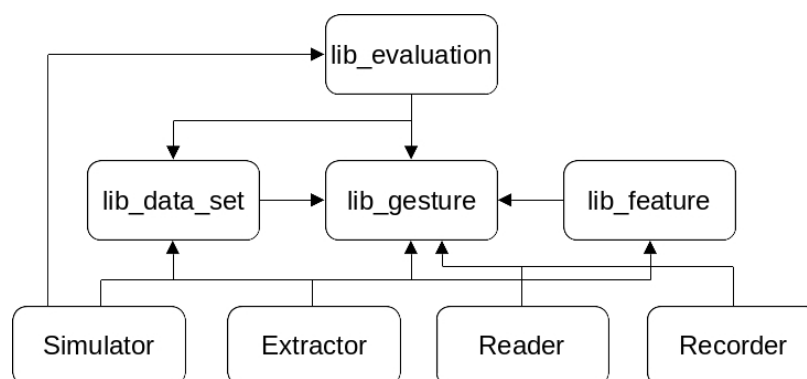 lib_evaluation
lib_data_set
lib_gesture
lib_feature
Simulator
Extractor
Reader
Recorder